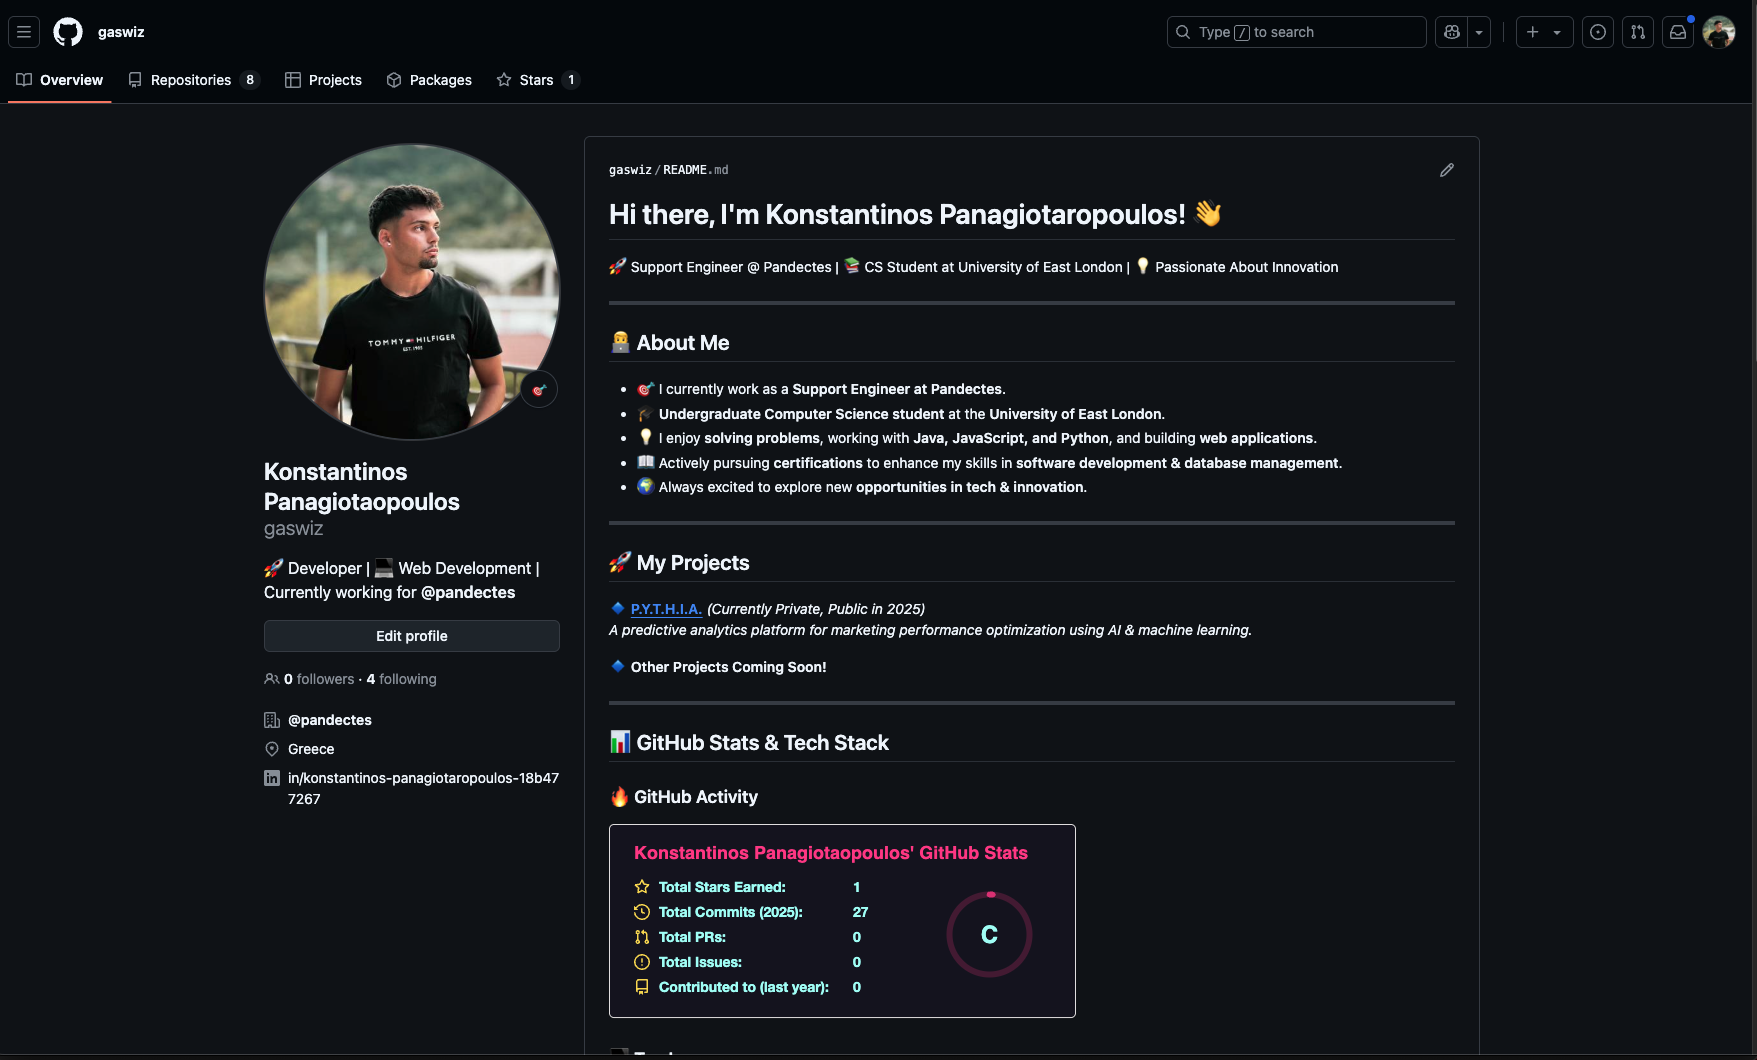 gaswiz
Type / to search
Overview
Repositories 8
Projects
Packages
Stars 1
TOMMY HILFIGER
EST. 1985
Konstantinos
Panagiotaopoulos
gaswiz
🚀 Developer | 💻 Web Development |
Currently working for @pandectes
Edit profile
0 followers · 4 following
@pandectes
Greece
in/konstantinos-panagiotaropoulos-18b47
7267
gaswiz/README.md
Hi there, I'm Konstantinos Panagiotaropoulos! 👋
🚀 Support Engineer @ Pandectes | 📚 CS Student at University of East London | 💡 Passionate About Innovation
👨‍💻 About Me
• 🎯 I currently work as a Support Engineer at Pandectes.
• 🎓 Undergraduate Computer Science student at the University of East London.
• 💡 I enjoy solving problems, working with Java, JavaScript, and Python, and building web applications.
• 📖 Actively pursuing certifications to enhance my skills in software development & database management.
• 🌍 Always excited to explore new opportunities in tech & innovation.
🚀 My Projects
🔹 P.Y.T.H.I.A. (Currently Private, Public in 2025)
A predictive analytics platform for marketing performance optimization using AI & machine learning.
🔹 Other Projects Coming Soon!
📊 GitHub Stats & Tech Stack
🔥 GitHub Activity
Konstantinos Panagiotaopoulos' GitHub Stats
Total Stars Earned: 1
Total Commits (2025): 27
Total PRs: 0
Total Issues: 0
Contributed to (last year): 0
C